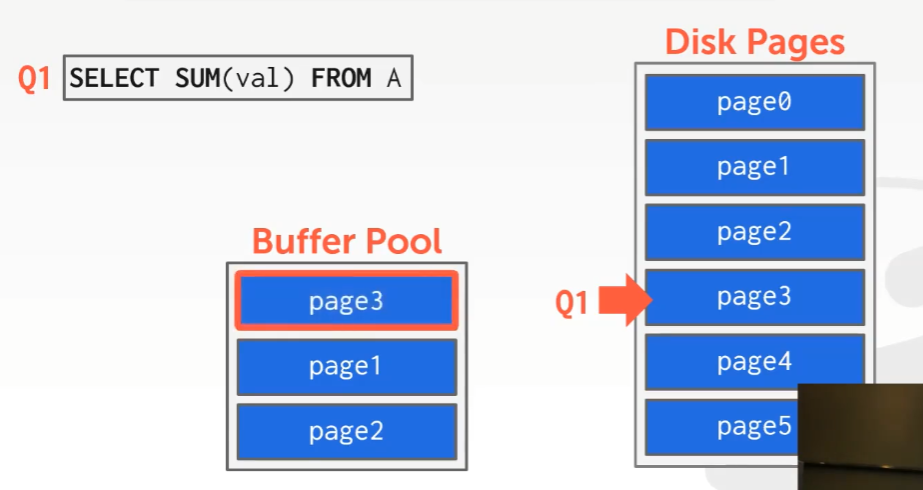 Q1 SELECT SUM(val) FROM A
Disk Pages
page0
page1
page2
page3
page4
page5
Q1
Buffer Pool
page3
page1
page2